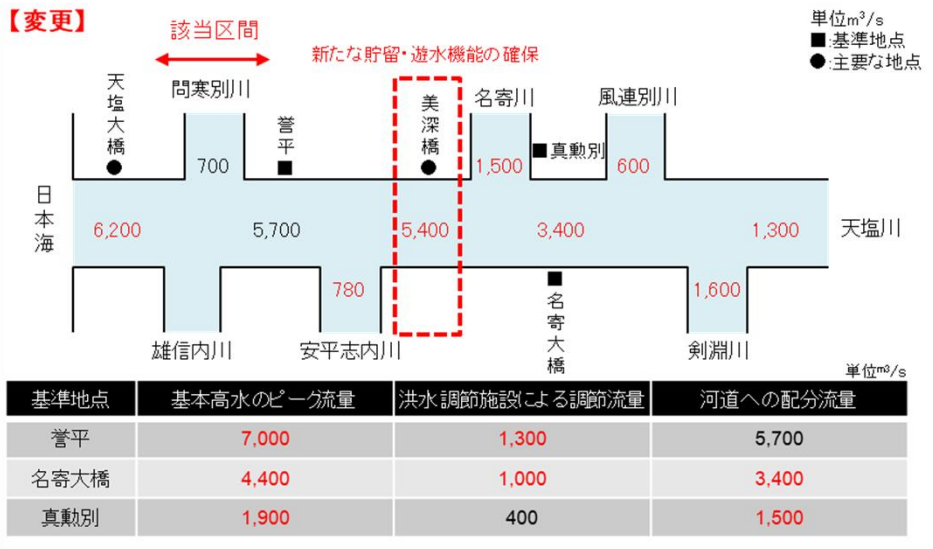 【変更】
該当区間
新たな貯留・遊水機能の確保
単位m³/s
■:基準地点
●:主要な地点
天塩大橋
問寒別川
誉平
美深橋
名寄川
■真勲別
風連別川
700
1,500
600
日本海
6,200
5,700
5,400
3,400
1,300
天塩川
780
1,600
名寄大橋
雄信内川
安平志内川
剣淵川
単位m³/s
基準地点 基本高水のピーク流量 洪水調節施設による調節流量 河道への配分流量
誉平 7,000 1,300 5,700
名寄大橋 4,400 1,000 3,400
真勲別 1,900 400 1,500